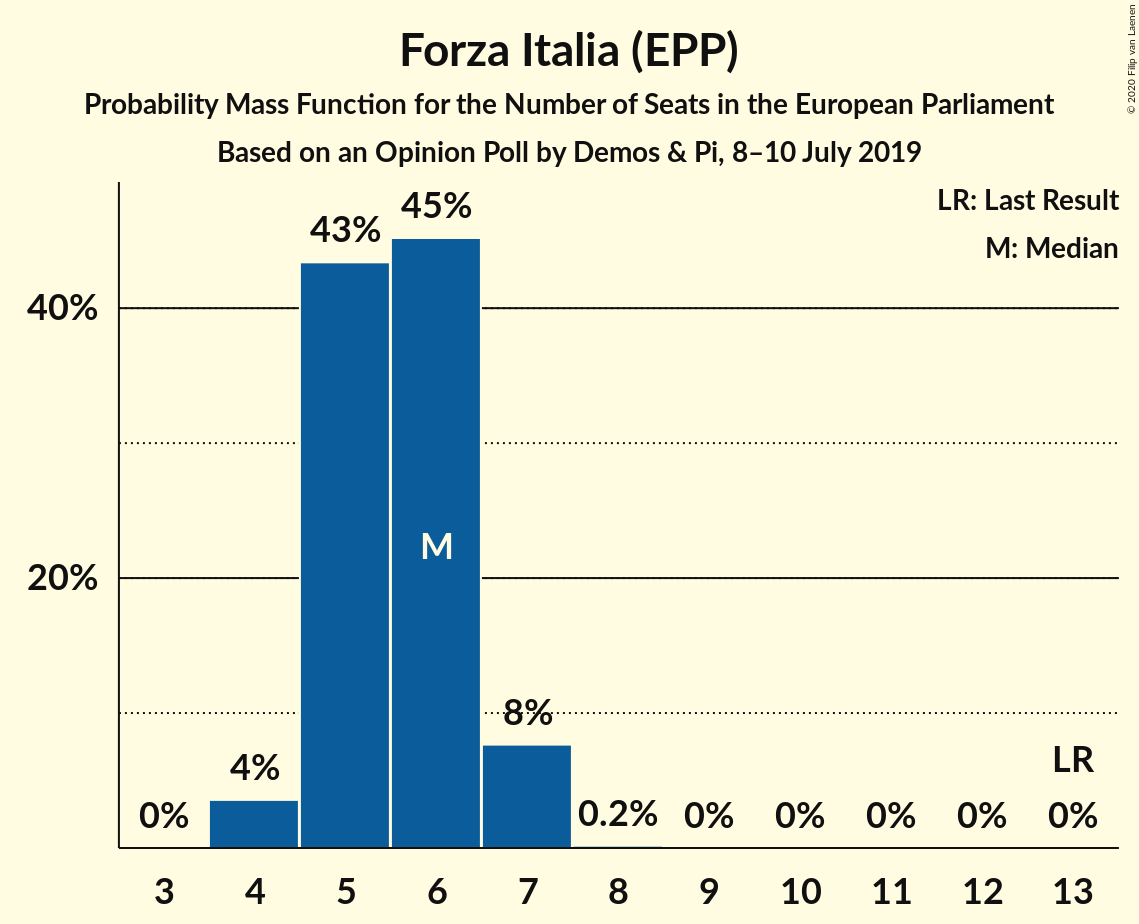 Forza Italia (EPP)
Probability Mass Function for the Number of Seats in the European Parliament
Based on an Opinion Poll by Demos & Pi, 8–10 July 2019
© 2020 Filip van Laenen
LR: Last Result
M: Median
45%
43%
40%
M
20%
8%
4%
LR
0%
0.2%
0%
0%
0%
0%
0%
3 4 5 6 7 8 9 10 11 12 13